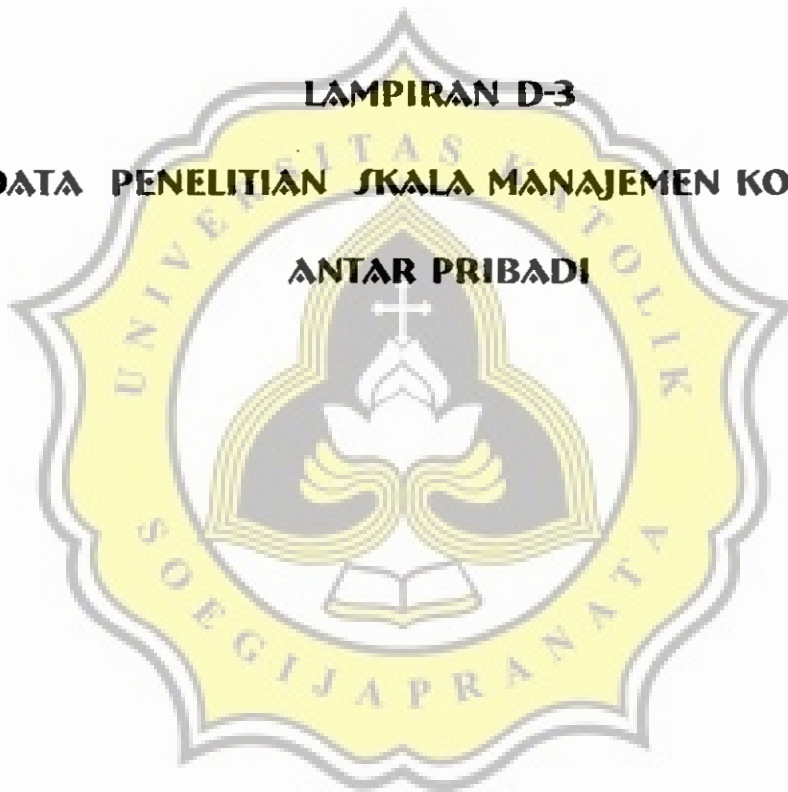 LAMPIRAN D-3
DATA PENELITIAN SKALA MANAJEMEN KO
ANTAR PRIBADI
UNIVERSITAS KATOLIK
SOEGIJAPRANATA